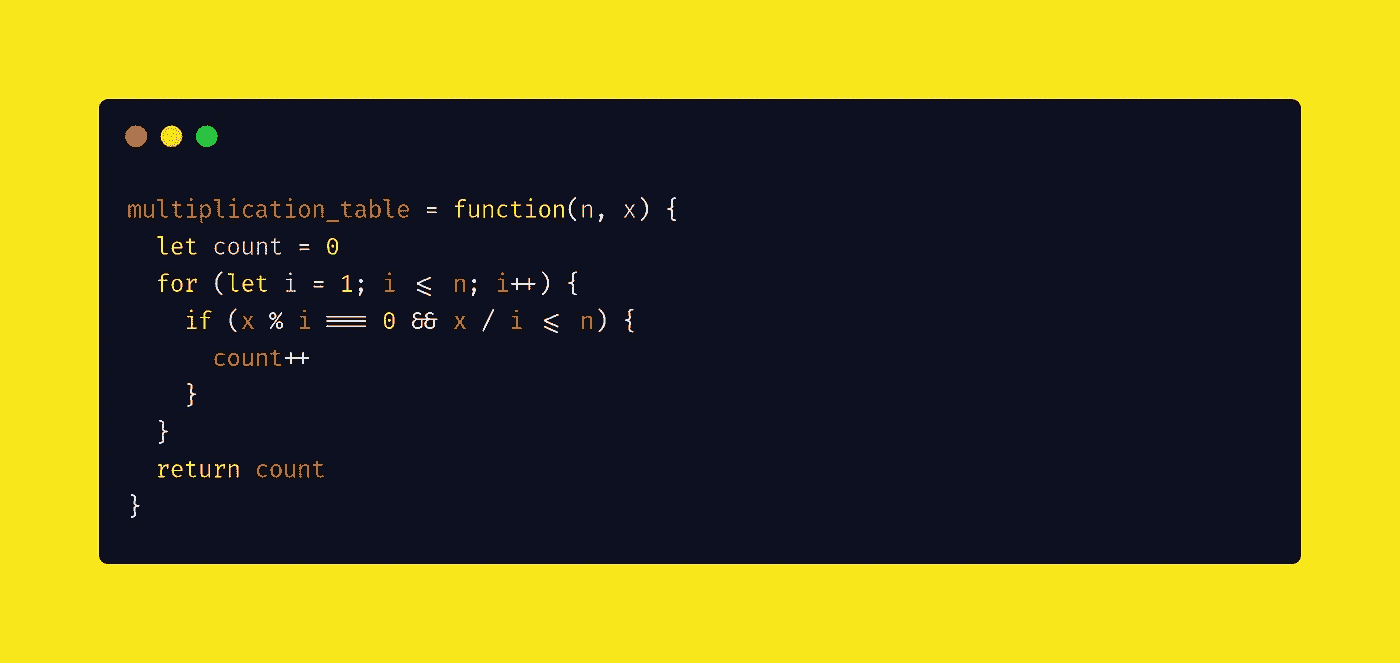 multiplication_table = function(n, x) {
  let count = 0
  for (let i = 1; i <= n; i++) {
    if (x % i === 0 && x / i <= n) {
      count++
    }
  }
  return count
}